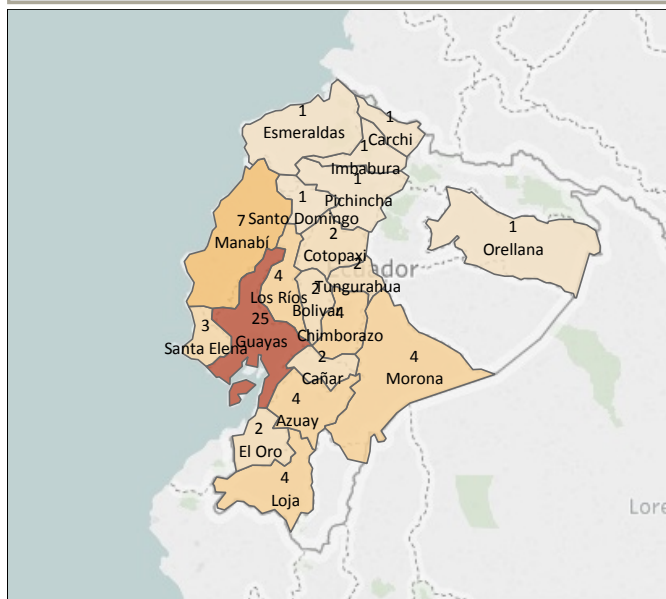 1
Esmeraldas
1
Carchi
1
Imbabura
1
Pichincha
1
Santo Domingo
7
Manabí
2
Cotopaxi
1
Orellana
Ecuador
2
Tungurahua
4
Los Ríos
2
Bolivar
4
Chimborazo
25
Guayas
3
Santa Elena
2
Cañar
4
Morona
4
Azuay
2
El Oro
4
Loja
Lore